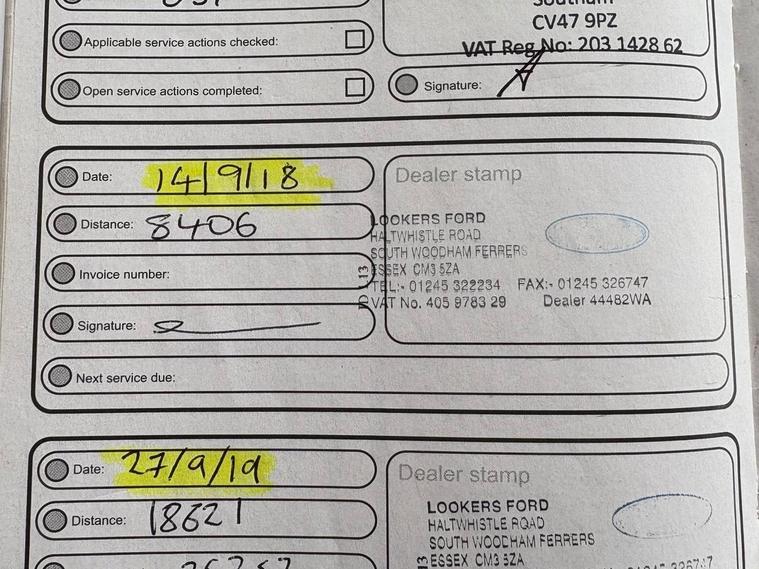 Southam
CV47 9PZ
VAT Reg No: 203 1428 62
Applicable service actions checked:
Open service actions completed:
Signature:
Date: 14/9/18
Distance: 8406
Invoice number:
Signature:
Next service due:
Dealer stamp
LOOKERS FORD
HALTWHISTLE ROAD
SOUTH WOODHAM FERRERS
ESSEX CM3 5ZA
TEL:- 01245 322234 FAX:- 01245 326747
VAT No. 405 9783 29 Dealer 44482WA
Date: 27/9/19
Distance: 18621
Dealer stamp
LOOKERS FORD
HALTWHISTLE ROAD
SOUTH WOODHAM FERRERS
ESSEX CM3 5ZA